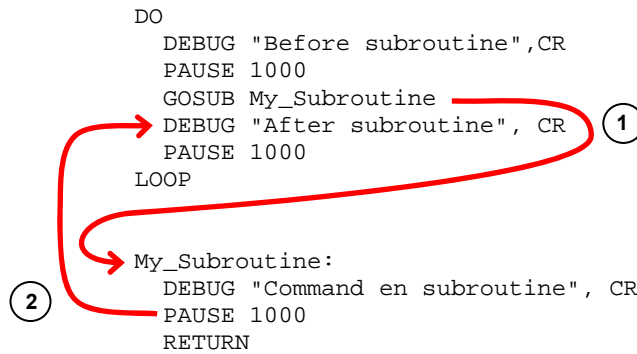 DO
DEBUG "Before subroutine",CR
PAUSE 1000
GOSUB My_Subroutine
DEBUG "After subroutine", CR
1
PAUSE 1000
LOOP
My_Subroutine:
DEBUG "Command en subroutine", CR
2
PAUSE 1000
RETURN